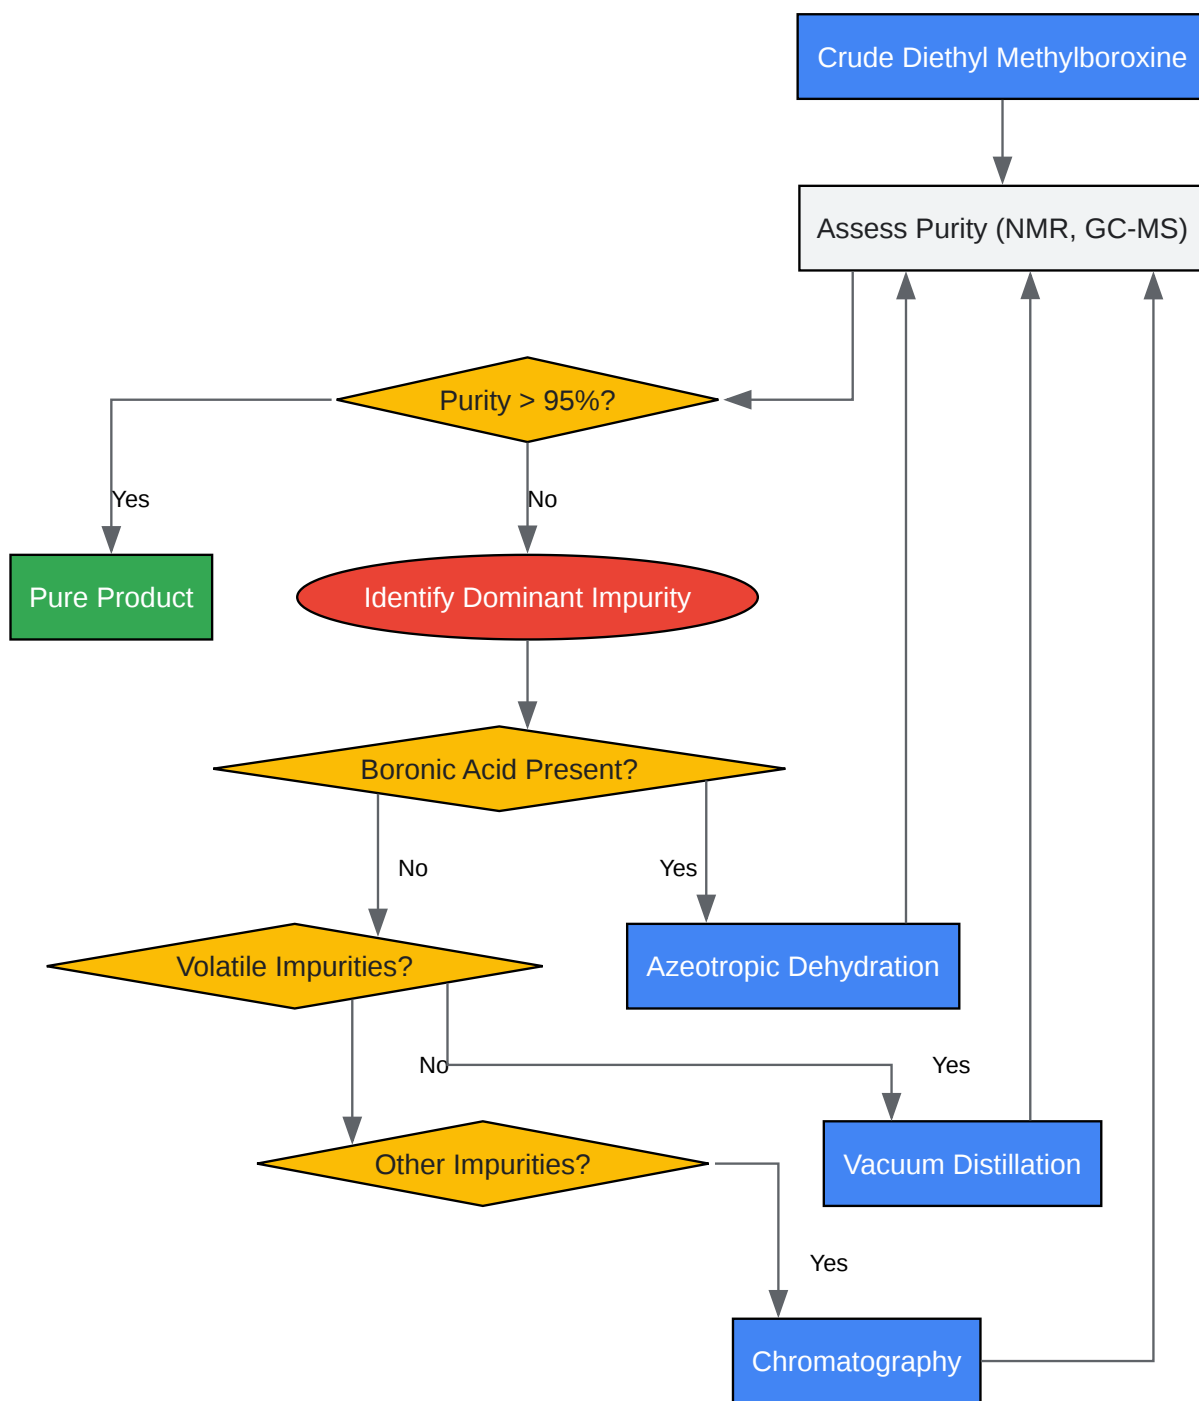 Crude Diethyl Methylboroxine
Assess Purity (NMR, GC-MS)
Purity > 95%?
Yes
No
Pure Product
Identify Dominant Impurity
Boronic Acid Present?
No
Yes
Volatile Impurities?
Azeotropic Dehydration
No
Yes
Other Impurities?
Vacuum Distillation
Yes
Chromatography